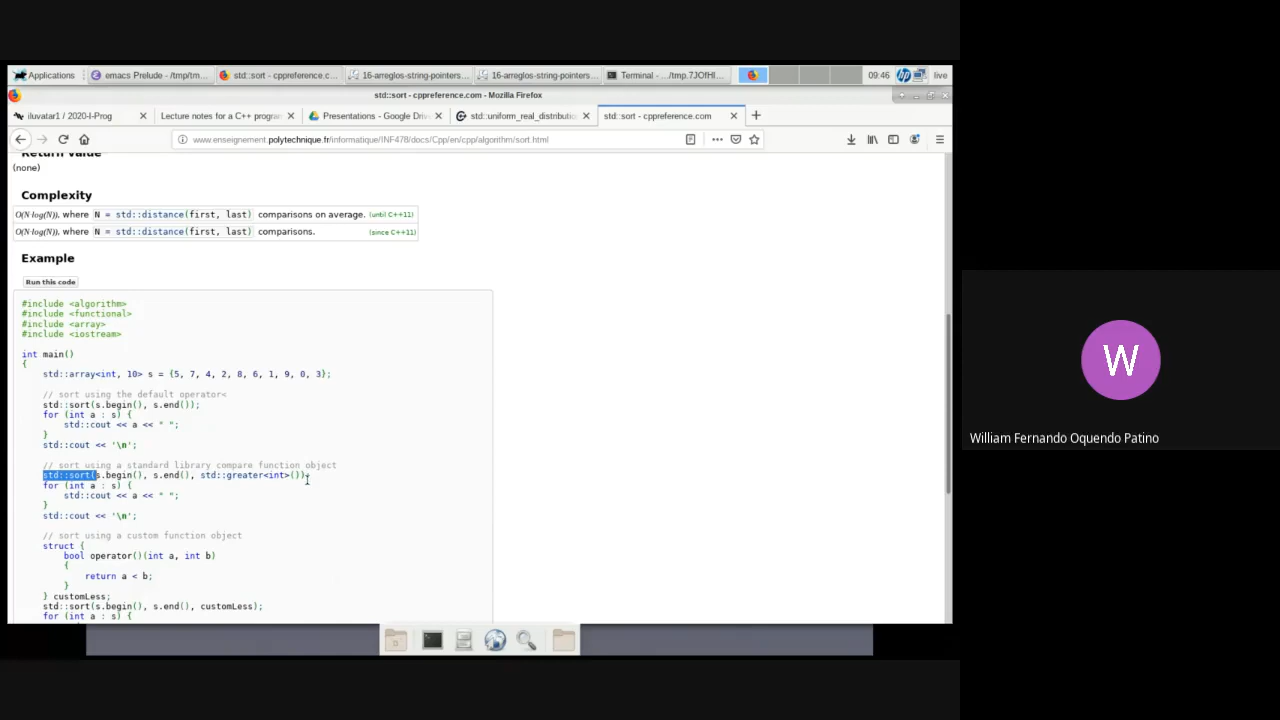 Applications
emacs Prelude - /tmp/tm...
std::sort - cppreference.c...
16-arreglos-string-pointers...
16-arreglos-string-pointers...
Terminal - .../tmp.7JOfHl...
09:46
live
std::sort - cppreference.com - Mozilla Firefox
iluvatar1 / 2020-I-Prog
Lecture notes for a C++ progra
Presentations - Google Driv
std::uniform_real_distributi
std::sort - cppreference.com
www.enseignement.polytechnique.fr/informatique/INF478/docs/Cpp/en/cpp/algorithm/sort.html
Return value
(none)
Complexity
O(N·log(N)), where N = std::distance(first, last) comparisons on average. (until C++11)
O(N·log(N)), where N = std::distance(first, last) comparisons. (since C++11)
Example
Run this code
#include <algorithm>
#include <functional>
#include <array>
#include <iostream>
int main()
{
std::array<int, 10> s = {5, 7, 4, 2, 8, 6, 1, 9, 0, 3};
// sort using the default operator<
std::sort(s.begin(), s.end());
for (int a : s) {
std::cout << a << " ";
}
std::cout << '\n';
// sort using a standard library compare function object
std::sort(s.begin(), s.end(), std::greater<int>());
for (int a : s) {
std::cout << a << " ";
}
std::cout << '\n';
// sort using a custom function object
struct {
bool operator()(int a, int b)
{
return a < b;
}
} customLess;
std::sort(s.begin(), s.end(), customLess);
for (int a : s) {
W
William Fernando Oquendo Patino